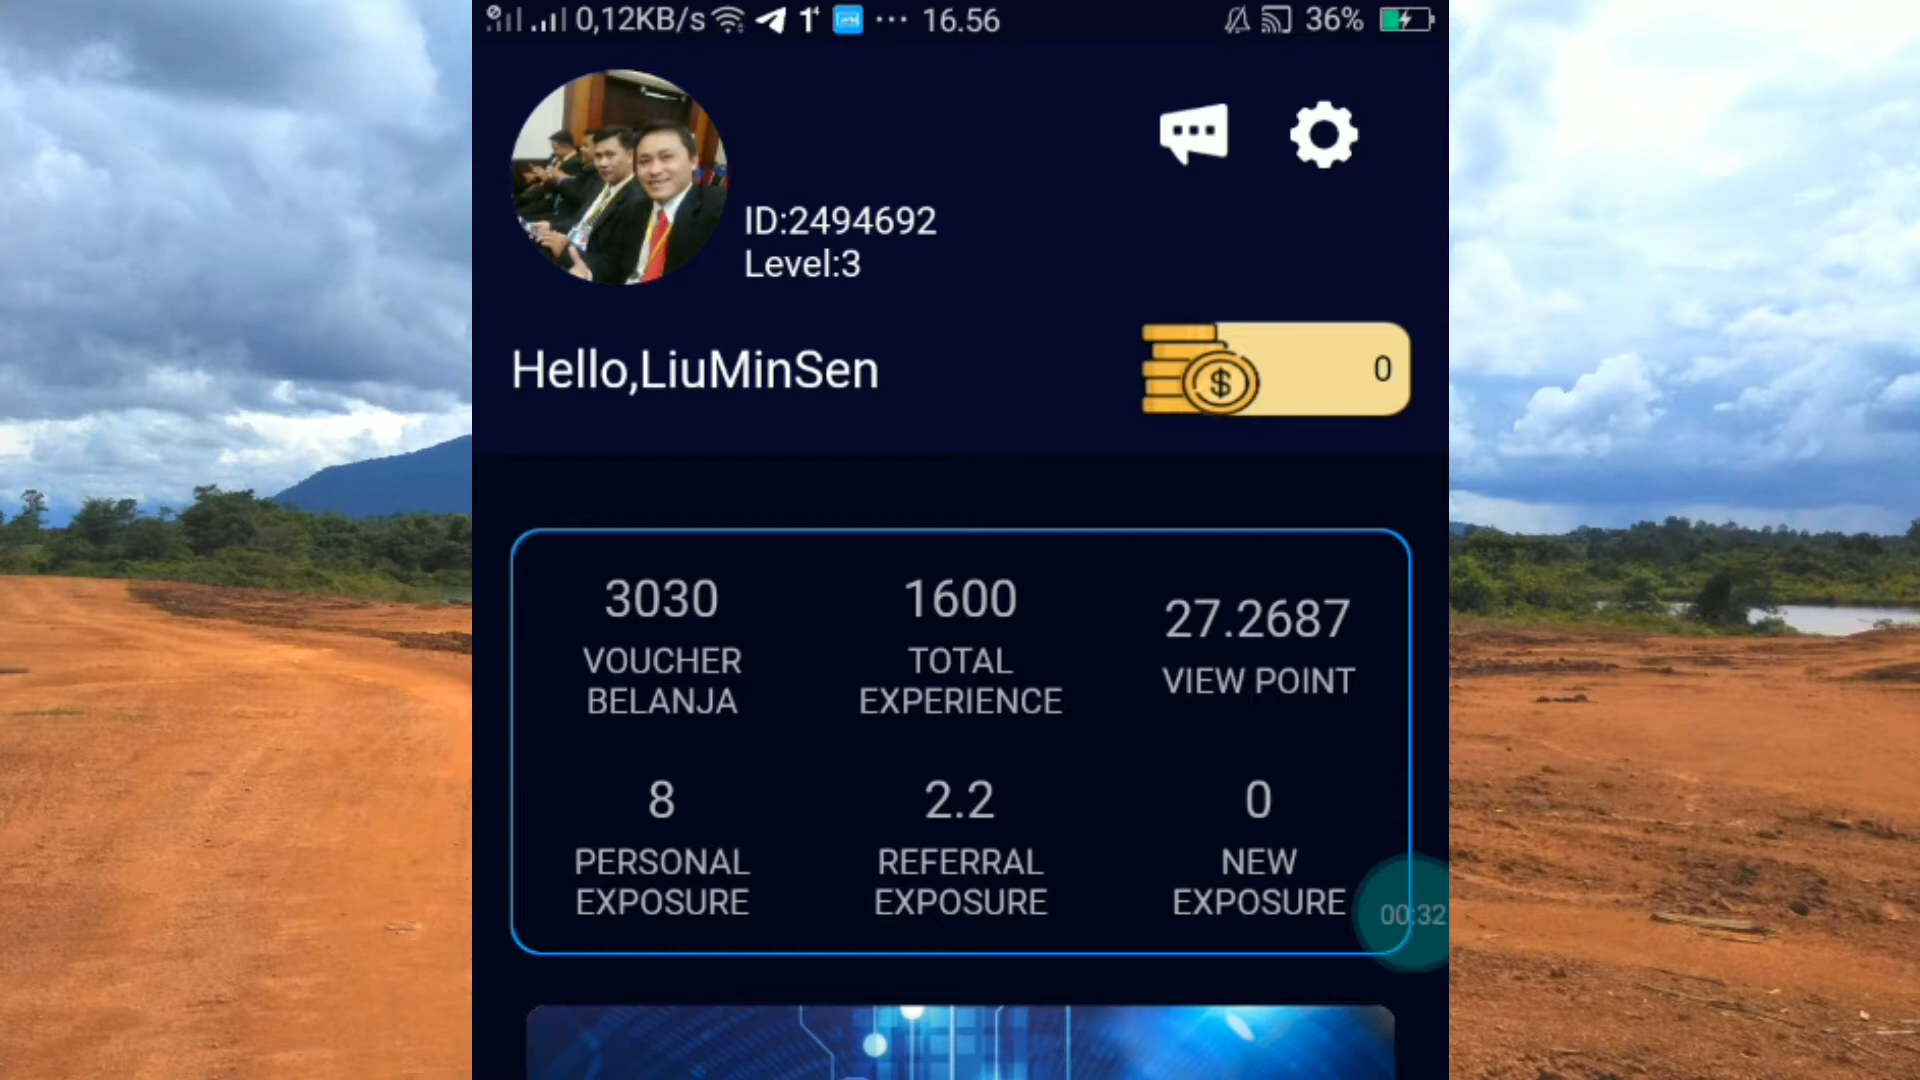 0,12KB/s
16.56
36%
ID:2494692
Level:3
Hello,LiuMinSen
0
3030
VOUCHER
BELANJA
1600
TOTAL
EXPERIENCE
27.2687
VIEW POINT
8
PERSONAL
EXPOSURE
2.2
REFERRAL
EXPOSURE
0
NEW
EXPOSURE
00:32